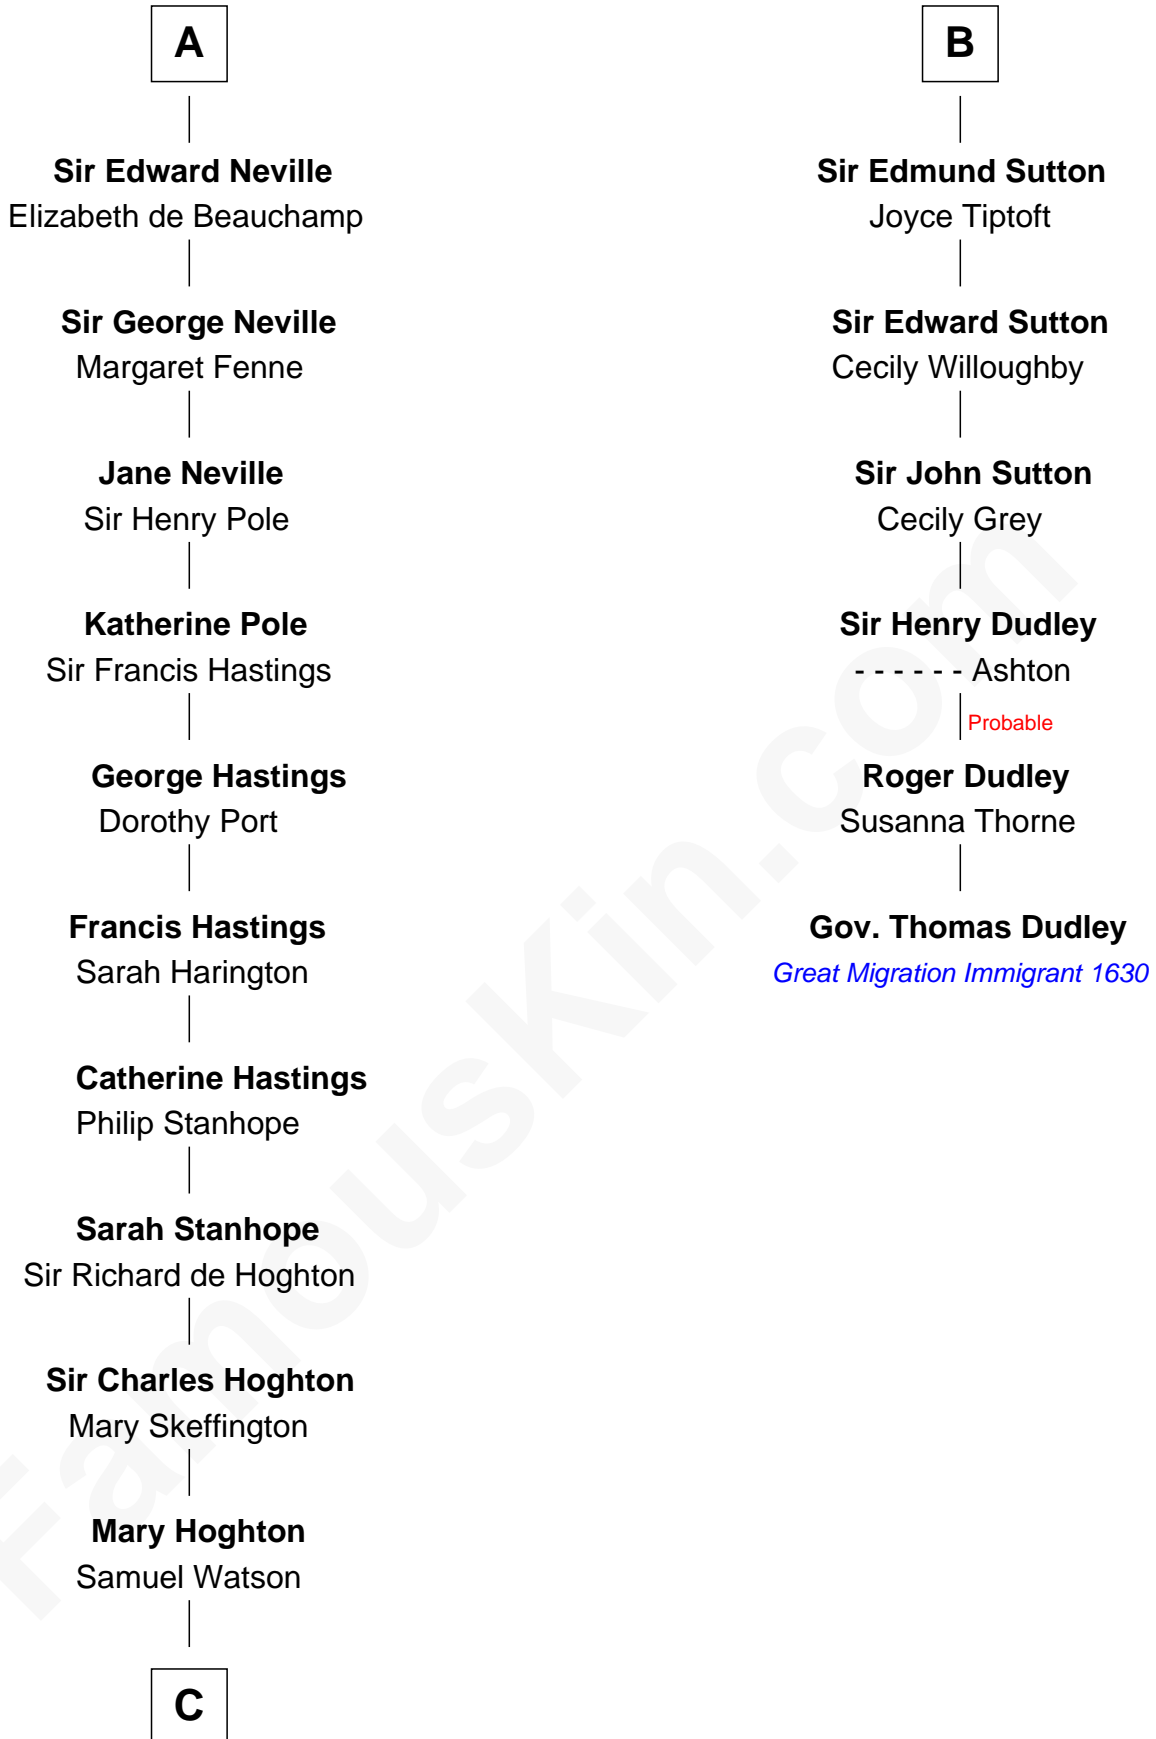 A
Sir Edward Neville
Elizabeth de Beauchamp
Sir George Neville
Margaret Fenne
Jane Neville
Sir Henry Pole
Katherine Pole
Sir Francis Hastings
George Hastings
Dorothy Port
Francis Hastings
Sarah Harington
Catherine Hastings
Philip Stanhope
Sarah Stanhope
Sir Richard de Hoghton
Sir Charles Hoghton
Mary Skeffington
Mary Hoghton
Samuel Watson
C
B
Sir Edmund Sutton
Joyce Tiptoft
Sir Edward Sutton
Cecily Willoughby
Sir John Sutton
Cecily Grey
Sir Henry Dudley
- - - - - - Ashton
Probable
Roger Dudley
Susanna Thorne
Gov. Thomas Dudley
Great Migration Immigrant 1630
FamousKin.com